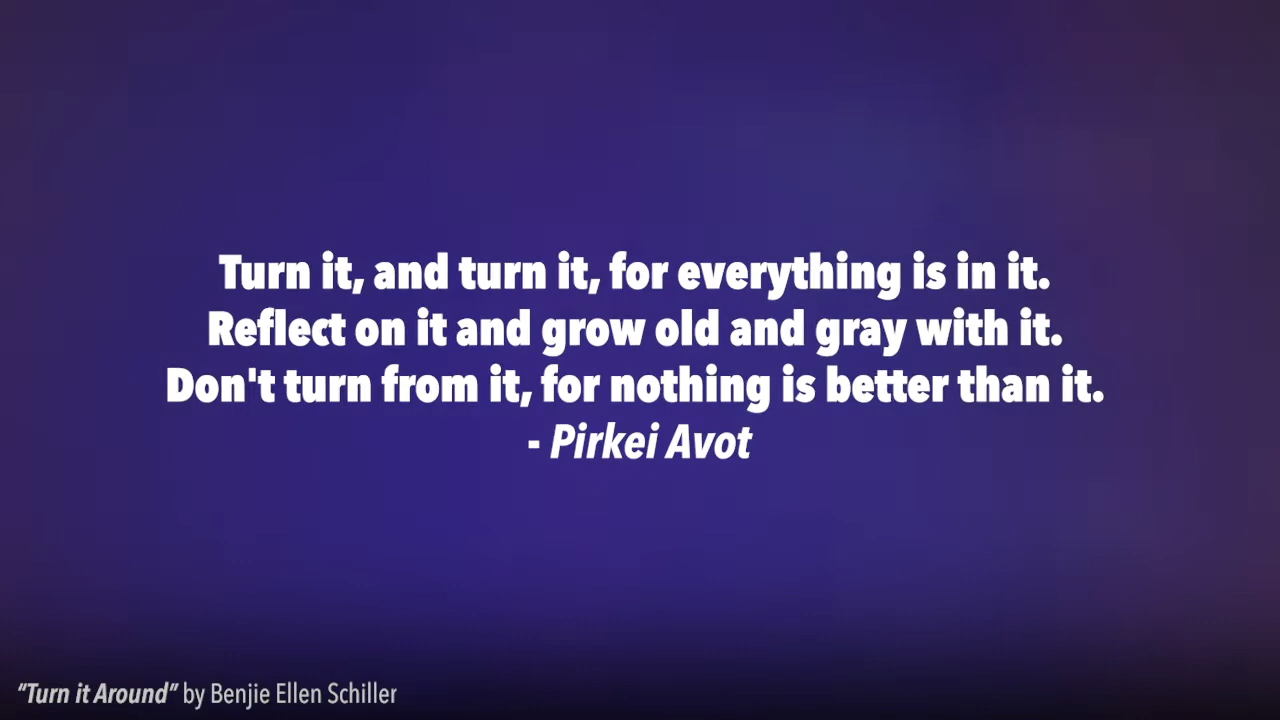 Turn it, and turn it, for everything is in it.
Reflect on it and grow old and gray with it.
Don't turn from it, for nothing is better than it.
- Pirkei Avot
“Turn it Around” by Benjie Ellen Schiller